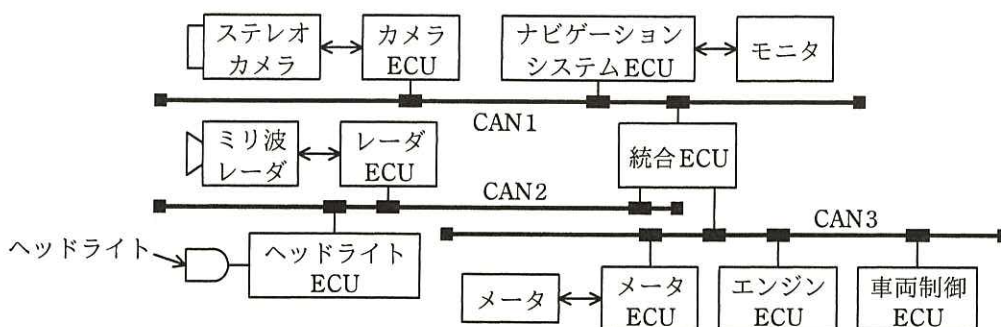 ステレオ
カメラ
カメラ
ECU
ナビゲーション
システムECU
モニタ
CAN1
ミリ波
レーダ
レーダ
ECU
統合ECU
CAN2
CAN3
ヘッドライト
ヘッドライト
ECU
メータ
メータ
ECU
エンジン
ECU
車両制御
ECU